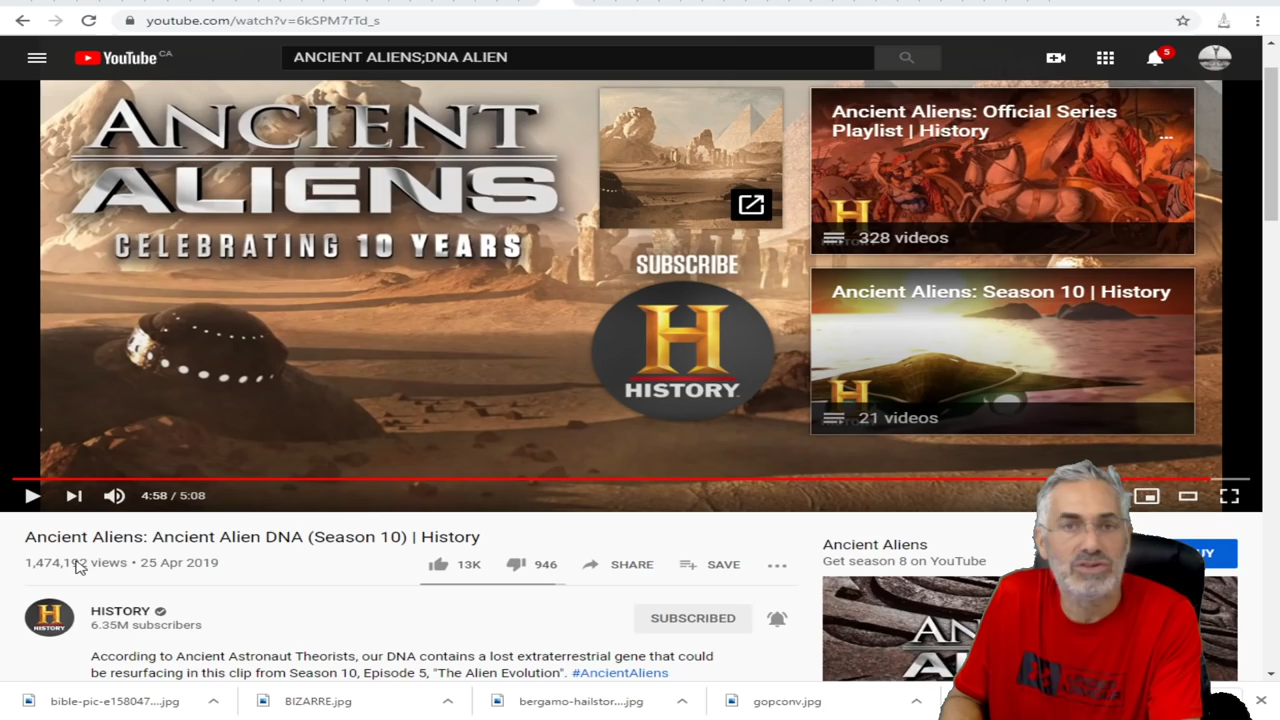 youtube.com/watch?v=6kSPM7rTd_s
YouTube CA
ANCIENT ALIENS;DNA ALIEN
5
ANCIENT
ALIENS
CELEBRATING 10 YEARS
SUBSCRIBE
H
HISTORY
Ancient Aliens: Official Series
Playlist | History
H
328 videos
Ancient Aliens: Season 10 | History
H
21 videos
4:58 / 5:08
Ancient Aliens: Ancient Alien DNA (Season 10) | History
views • 25 Apr 2019
13K
946
SHARE
SAVE
H
HISTORY
HISTORY
6.35M subscribers
SUBSCRIBED
According to Ancient Astronaut Theorists, our DNA contains a lost extraterrestrial gene that could
be resurfacing in this clip from Season 10, Episode 5, "The Alien Evolution". #AncientAliens
Ancient Aliens
Get season 8 on YouTube
bible-pic-e158047....jpg
BIZARRE.jpg
bergamo-hailstor....jpg
gopconv.jpg